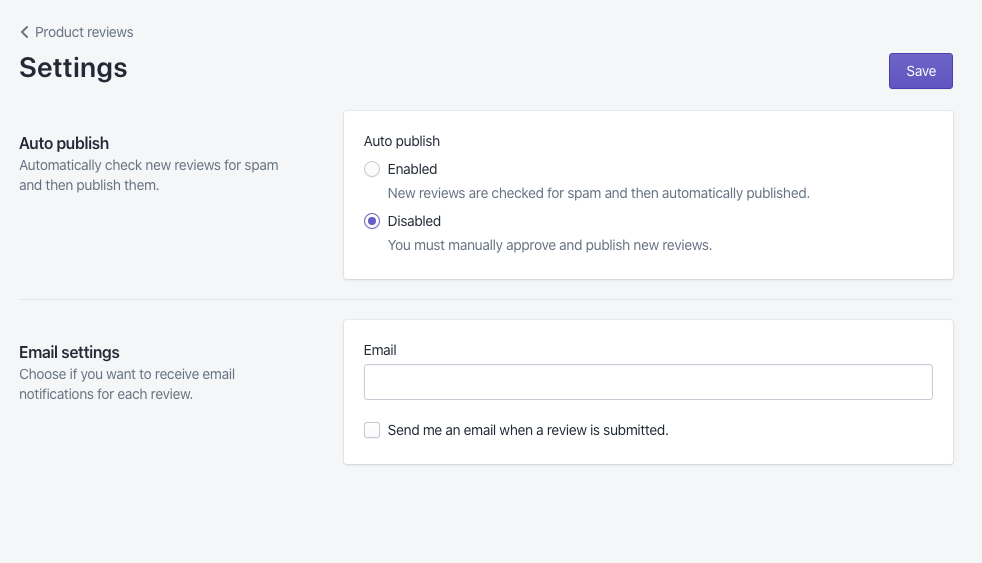 Product reviews
Settings
Save
Auto publish
Automatically check new reviews for spam
and then publish them.
Auto publish
Enabled
New reviews are checked for spam and then automatically published.
Disabled
You must manually approve and publish new reviews.
Email settings
Choose if you want to receive email
notifications for each review.
Email
Send me an email when a review is submitted.